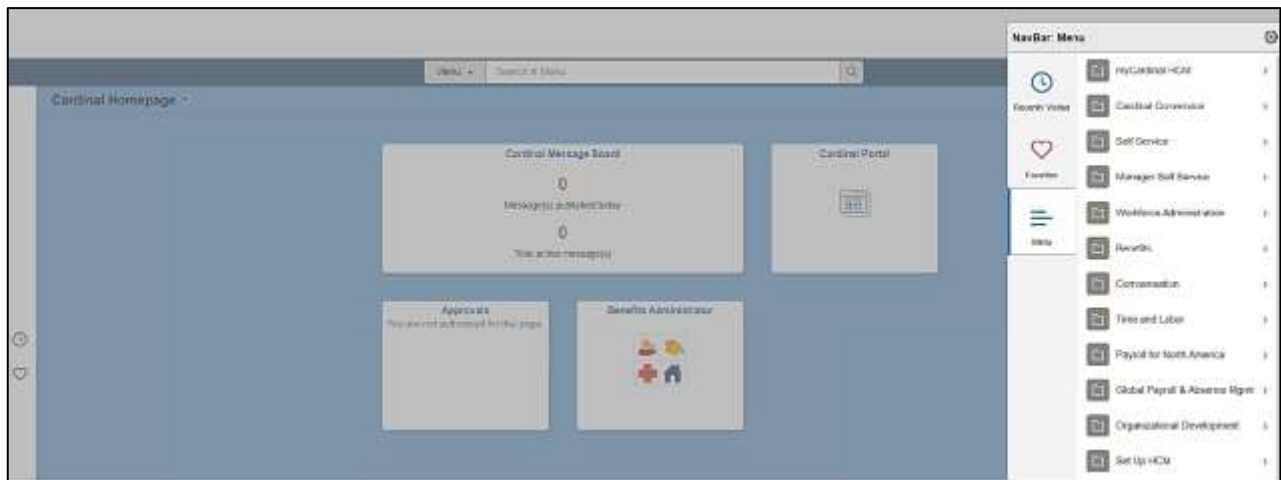 NavBar: Menu
Menu
Search in Menu
Cardinal Homepage
Cardinal Message Board
0
Message(s) published today
0
Total active message(s)
Cardinal Portal
Approvals
You are not authorized for this page.
Benefits Administrator
Recently Visited
Favorites
Menu
myCardinal HCM
Cardinal Conversion
Self Service
Manager Self Service
Workforce Administration
Benefits
Compensation
Time and Labor
Payroll for North America
Global Payroll & Absence Mgmt
Organizational Development
Set Up HCM